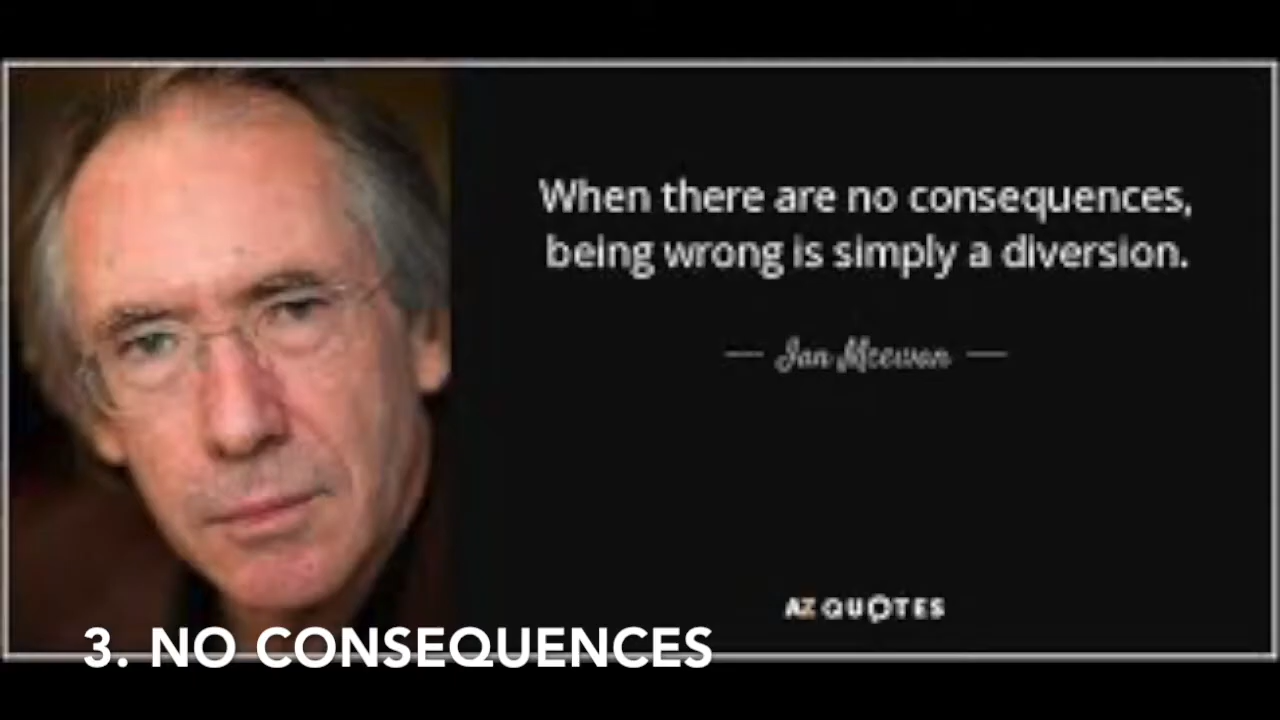 When there are no consequences,
being wrong is simply a diversion.
— Ian Mcewan —
AZ QUOTES
3. NO CONSEQUENCES